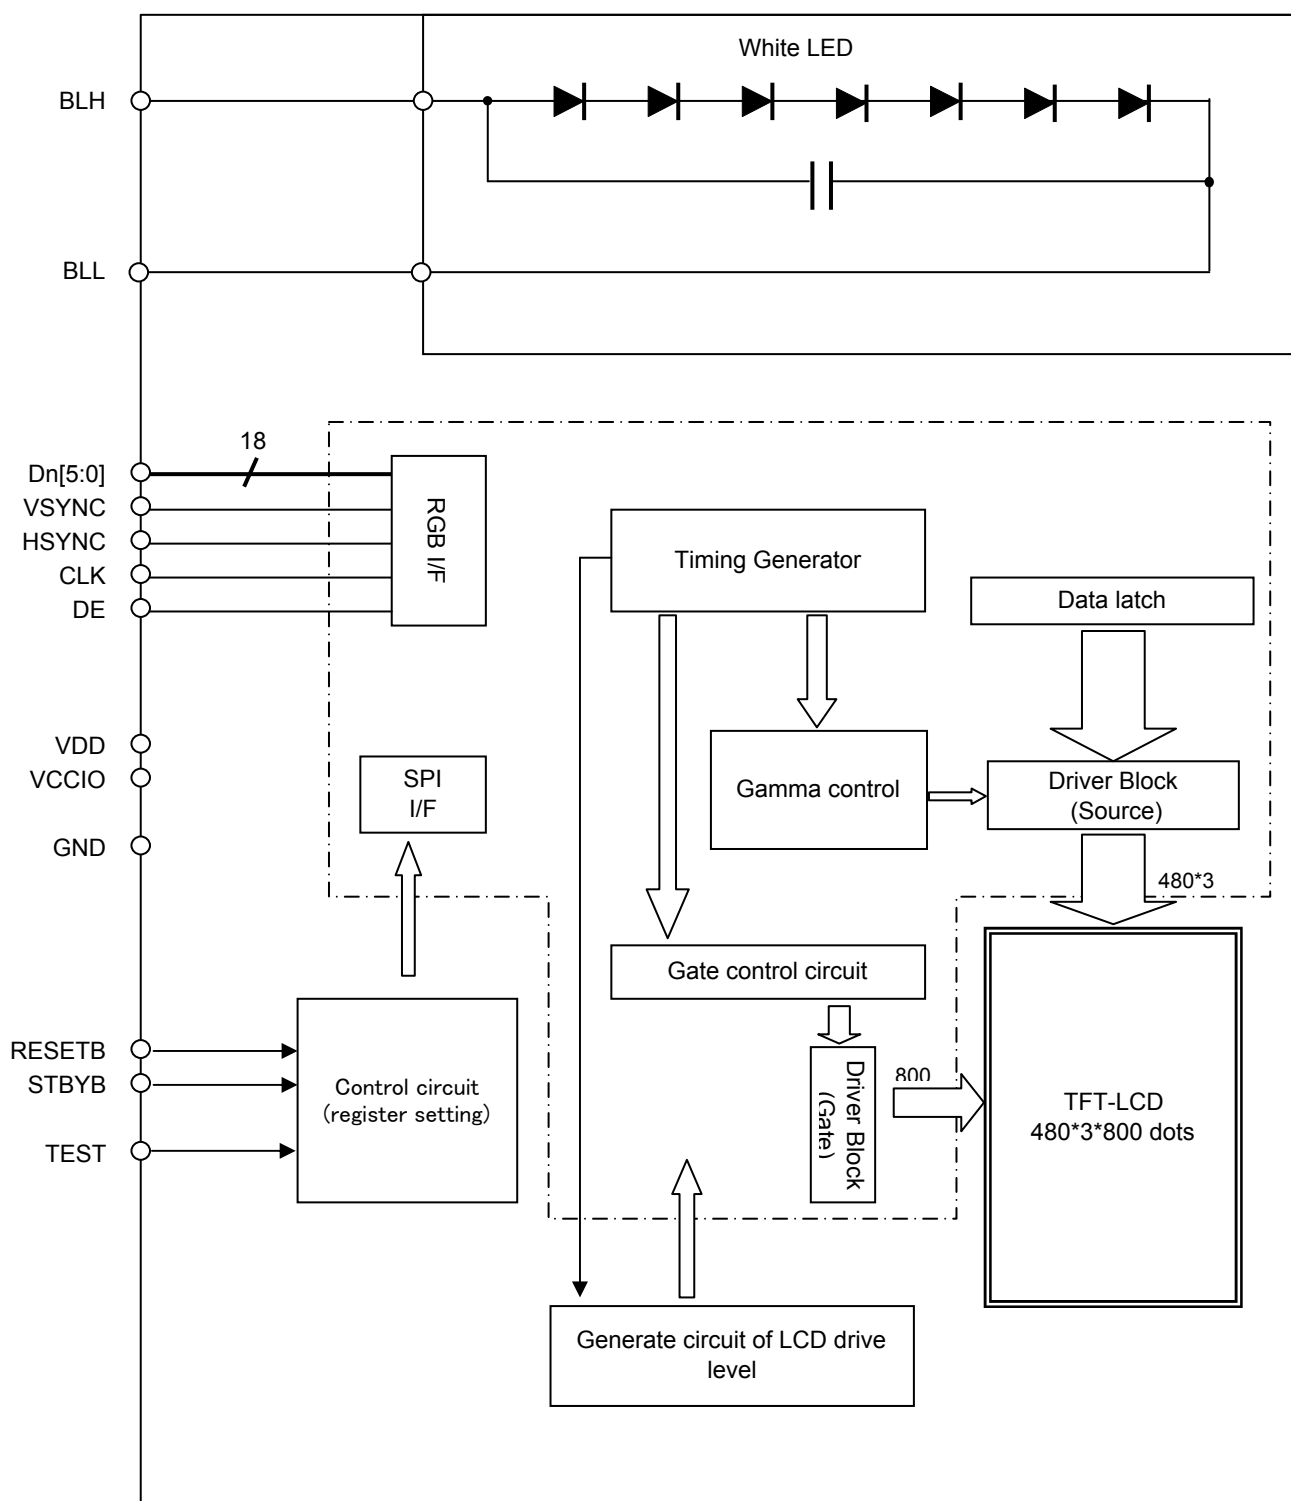 White LED
BLH
BLL
18
Dn[5:0]
VSYNC
HSYNC
CLK
DE
RGB I/F
Timing Generator
Data latch
VDD
VCCIO
GND
SPI
I/F
Gamma control
Driver Block
(Source)
480*3
Gate control circuit
RESETB
STBYB
TEST
Control circuit
(register setting)
Driver Block
(Gate)
800
TFT-LCD
480*3*800 dots
Generate circuit of LCD drive
level